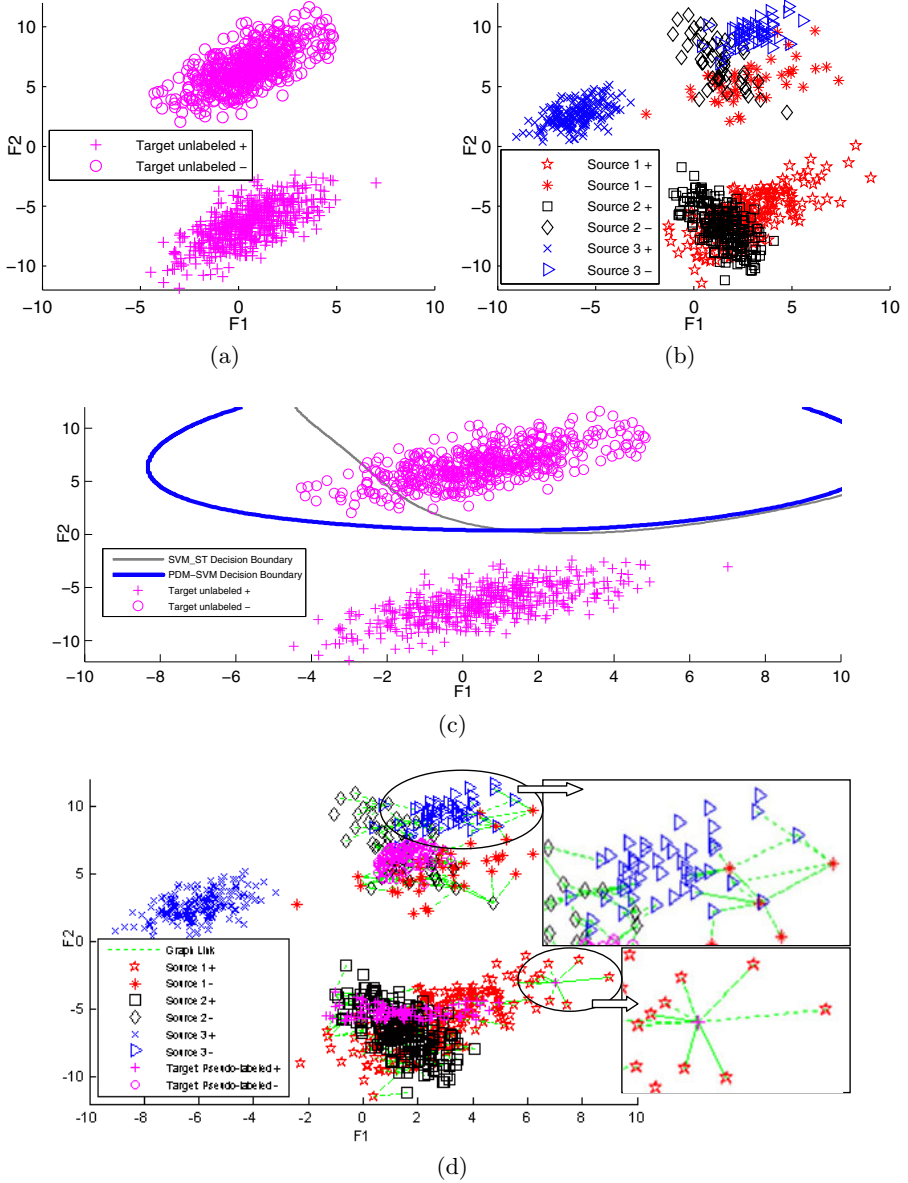 10
5
0
−5
−10
F2
Target unlabeled +
Target unlabeled −
−10
−5
0
5
10
F1
(a)
10
5
0
−5
−10
F2
Source 1 +
Source 1 −
Source 2 +
Source 2 −
Source 3 +
Source 3 −
−10
−5
0
5
10
F1
(b)
10
5
0
−5
−10
F2
SVM_ST Decision Boundary
PDM−SVM Decision Boundary
Target unlabeled +
Target unlabeled −
−10
−8
−6
−4
−2
0
2
4
6
8
10
F1
(c)
10
5
0
-5
-10
F2
Graph Link
Source 1+
Source 1-
Source 2+
Source 2-
Source 3+
Source 3-
Target Pseudo-labeled+
Target Pseudo-labeled-
-10
-8
-6
-4
-2
0
2
4
6
8
10
F1
(d)